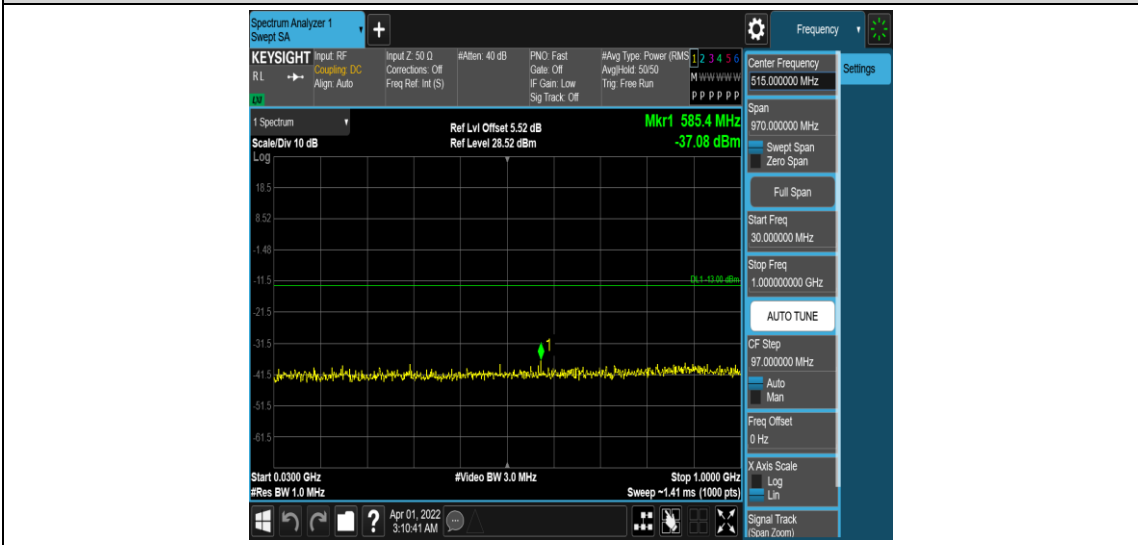 Spectrum Analyzer 1
Swept SA
+
Frequency
KEYSIGHT
Input: RF
Coupling: DC
Align: Auto
Input Z: 50 Ω
Corrections: Off
Freq Ref: Int (S)
#Atten: 40 dB
PNO: Fast
Gate: Off
IF Gain: Low
Sig Track: Off
#Avg Type: Power (RMS
Avg|Hold: 50/50
Trig: Free Run
1 2 3 4 5 6
M W W W W W
P P P P P P
R L
LXI
Center Frequency
515.000000 MHz
Settings
Span
970.000000 MHz
Swept Span
Zero Span
Full Span
Start Freq
30.000000 MHz
Stop Freq
1.000000000 GHz
AUTO TUNE
CF Step
97.000000 MHz
Auto
Man
Freq Offset
0 Hz
X Axis Scale
Log
Lin
Signal Track
(Span Zoom)
1 Spectrum
Scale/Div 10 dB
Log
Ref Lvl Offset 5.52 dB
Ref Level 28.52 dBm
Mkr1 585.4 MHz
-37.08 dBm
18.5
8.52
-1.48
-11.5
DL1 -13.00 dBm
-21.5
-31.5
1
-41.5
-51.5
-61.5
Start 0.0300 GHz
#Video BW 3.0 MHz
Stop 1.0000 GHz
#Res BW 1.0 MHz
Sweep ~1.41 ms (1000 pts)
?
Apr 01, 2022
3:10:41 AM